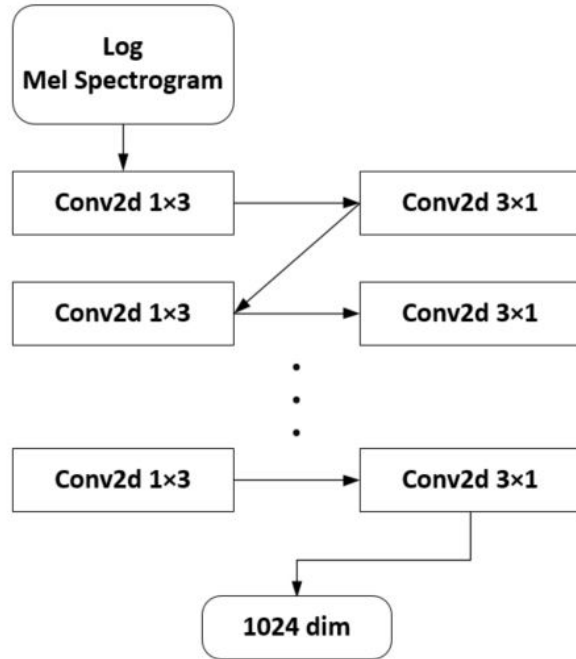 Log
Mel Spectrogram
Conv2d 1×3
Conv2d 3×1
Conv2d 1×3
Conv2d 3×1
Conv2d 1×3
Conv2d 3×1
1024 dim